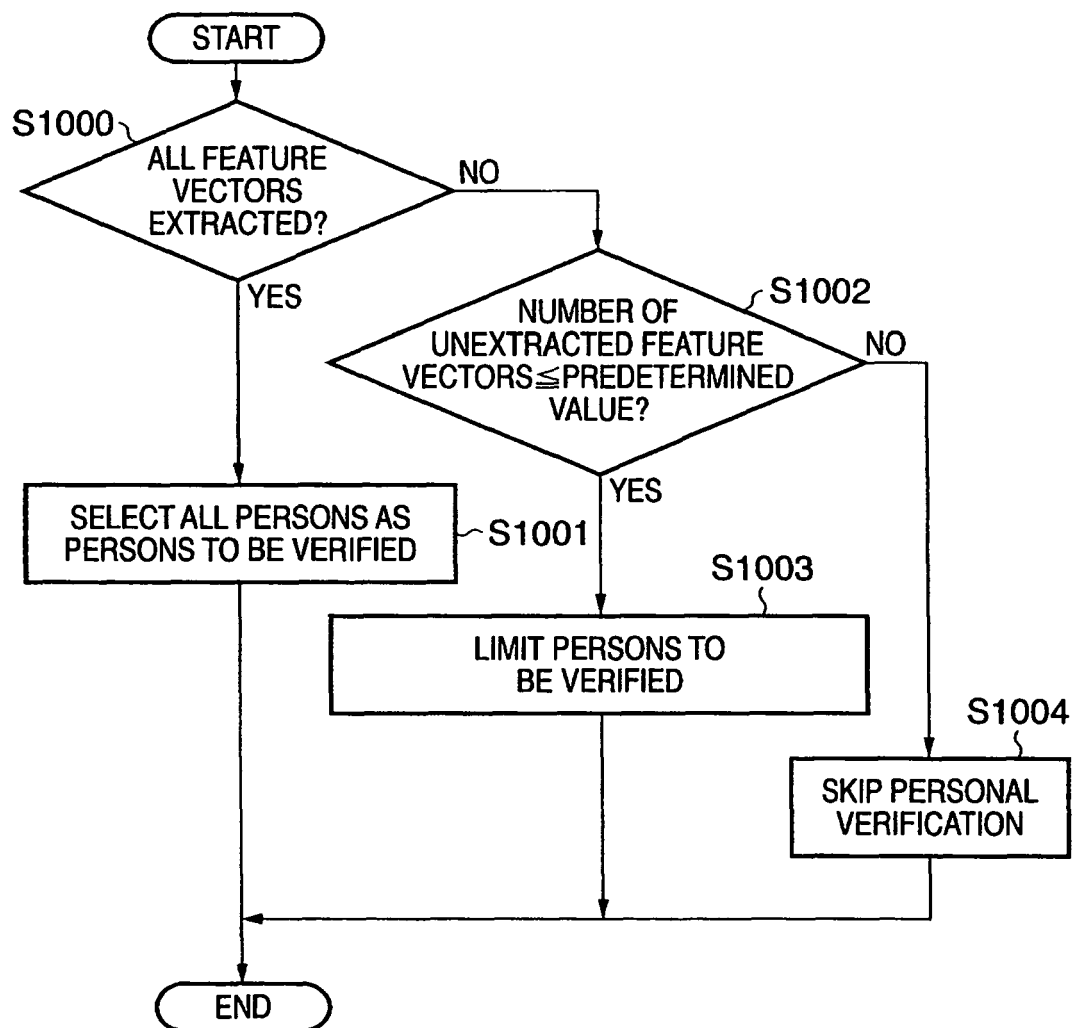 START
S1000
ALL FEATURE
VECTORS
EXTRACTED?
NO
YES
S1002
NUMBER OF
UNEXTRACTED FEATURE
VECTORS≦PREDETERMINED
VALUE?
NO
YES
SELECT ALL PERSONS AS
PERSONS TO BE VERIFIED
S1001
S1003
LIMIT PERSONS TO
BE VERIFIED
S1004
SKIP PERSONAL
VERIFICATION
END